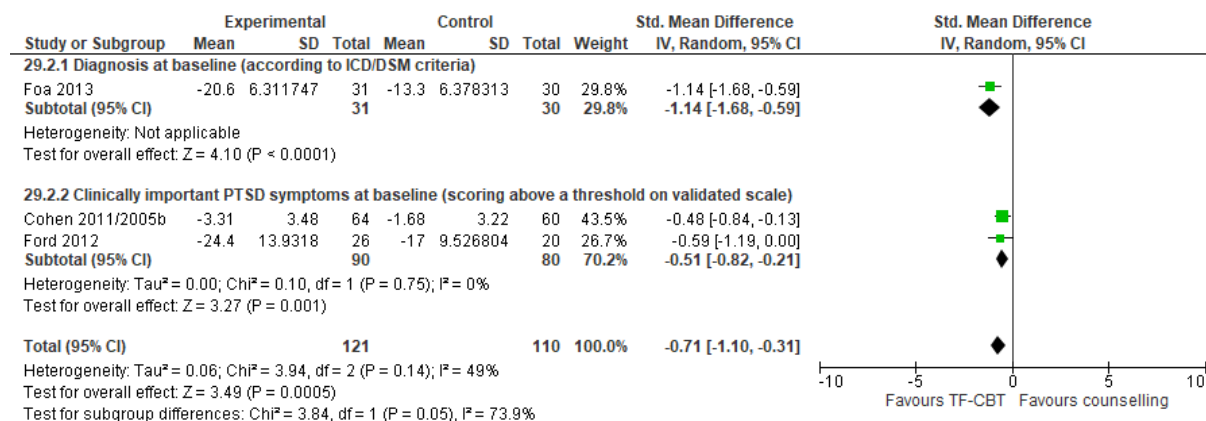 Experimental Control Std. Mean Difference Std. Mean Difference
Study or Subgroup Mean SD Total Mean SD Total Weight IV, Random, 95% CI IV, Random, 95% CI
29.2.1 Diagnosis at baseline (according to ICD/DSM criteria)
Foa 2013 -20.6 6.311747 31 -13.3 6.378313 30 29.8% -1.14 [-1.68, -0.59]
Subtotal (95% CI) 31 30 29.8% -1.14 [-1.68, -0.59]
Heterogeneity: Not applicable
Test for overall effect: Z = 4.10 (P < 0.0001)
29.2.2 Clinically important PTSD symptoms at baseline (scoring above a threshold on validated scale)
Cohen 2011/2005b -3.31 3.48 64 -1.68 3.22 60 43.5% -0.48 [-0.84, -0.13]
Ford 2012 -24.4 13.9318 26 -17 9.526804 20 26.7% -0.59 [-1.19, 0.00]
Subtotal (95% CI) 90 80 70.2% -0.51 [-0.82, -0.21]
Heterogeneity: Tau² = 0.00; Chi² = 0.10, df = 1 (P = 0.75); I² = 0%
Test for overall effect: Z = 3.27 (P = 0.001)
Total (95% CI) 121 110 100.0% -0.71 [-1.10, -0.31]
Heterogeneity: Tau² = 0.06; Chi² = 3.94, df = 2 (P = 0.14); I² = 49%
Test for overall effect: Z = 3.49 (P = 0.0005)
Test for subgroup differences: Chi² = 3.84, df = 1 (P = 0.05), I² = 73.9%
-10 -5 0 5 10
Favours TF-CBT Favours counselling